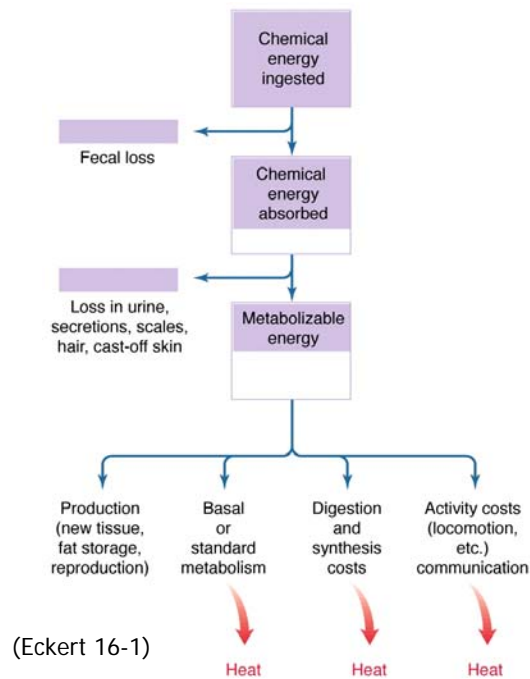 Chemical
energy
ingested
Fecal loss
Chemical
energy
absorbed
Loss in urine,
secretions, scales,
hair, cast-off skin
Metabolizable
energy
Production
(new tissue,
fat storage,
reproduction)
Basal
or
standard
metabolism
Digestion
and
synthesis
costs
Activity costs
(locomotion,
etc.)
communication
(Eckert 16-1)
Heat
Heat
Heat